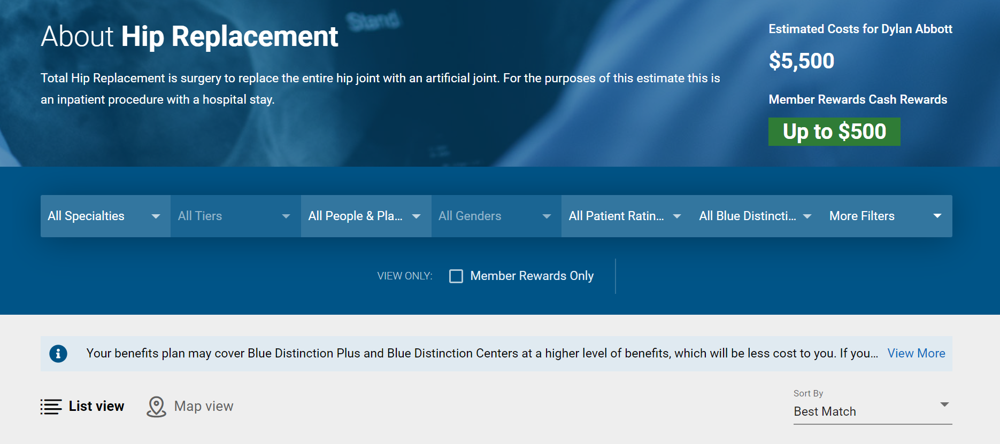 Stand
About Hip Replacement
Total Hip Replacement is surgery to replace the entire hip joint with an artificial joint. For the purposes of this estimate this is
an inpatient procedure with a hospital stay.
Estimated Costs for Dylan Abbott
$5,500
Member Rewards Cash Rewards
Up to $500
All Specialties
All Tiers
All People & Pla...
All Genders
All Patient Ratin...
All Blue Distincti...
More Filters
VIEW ONLY:
Member Rewards Only
Your benefits plan may cover Blue Distinction Plus and Blue Distinction Centers at a higher level of benefits, which will be less cost to you. If you... View More
List view
Map view
Sort By
Best Match